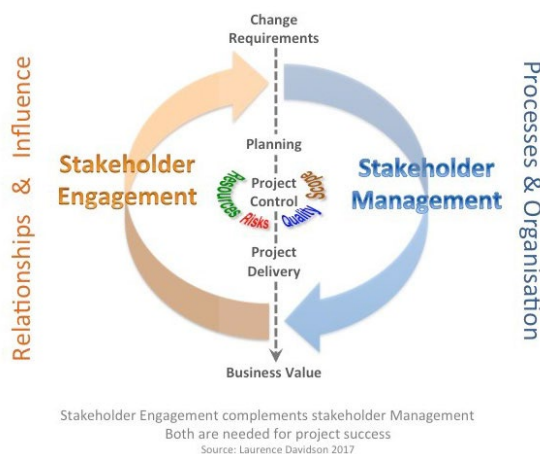 Change
Requirements
Relationships & Influence
Processes & Organisation
Planning
Stakeholder
Engagement
Stakeholder
Management
Resources
Risks
Project
Control
Quality
Scope
Project
Delivery
Business Value
Stakeholder Engagement complements stakeholder Management
Both are needed for project success
Source: Laurence Davidson 2017